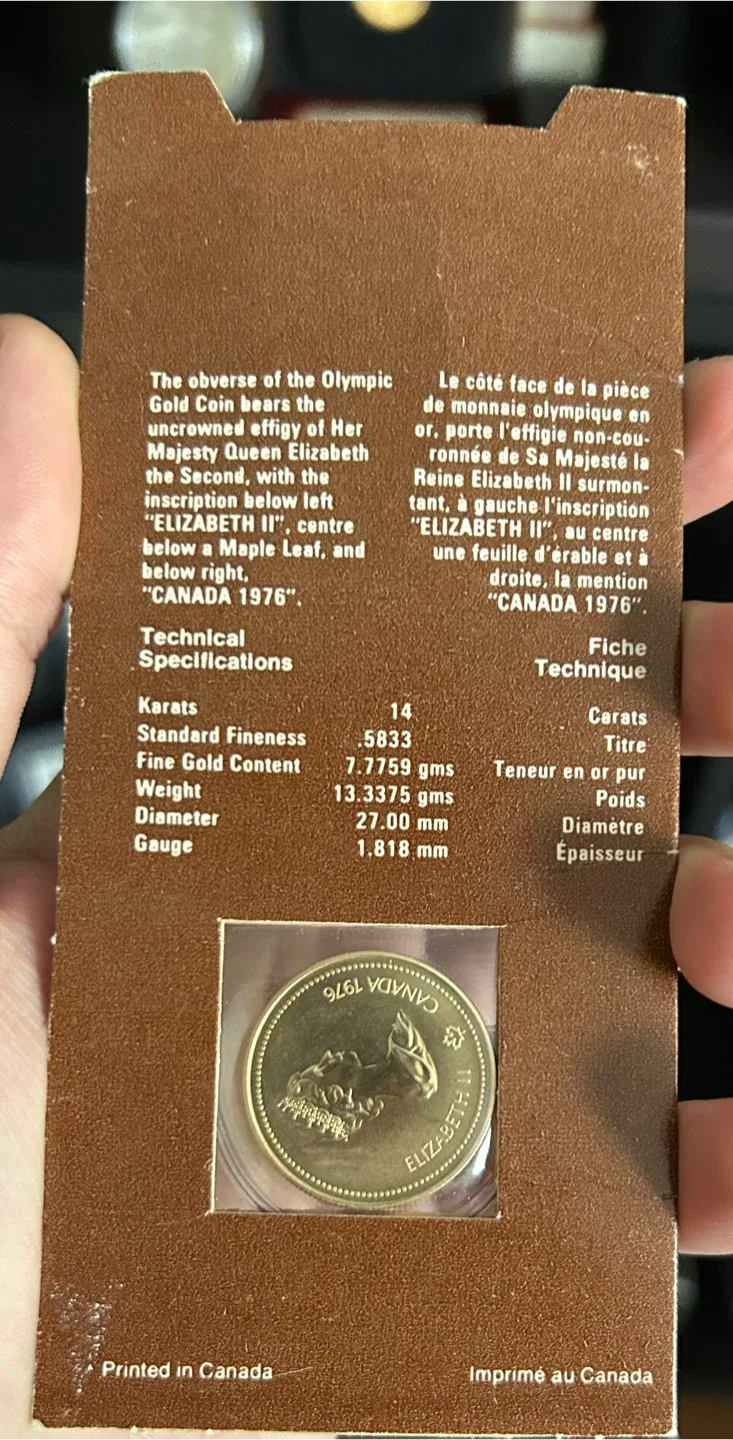 The obverse of the Olympic
Gold Coin bears the
uncrowned effigy of Her
Majesty Queen Elizabeth
the Second, with the
inscription below left
"ELIZABETH II", centre
below a Maple Leaf, and
below right,
"CANADA 1976".
Le côté face de la pièce
de monnaie olympique en
or, porte l'effigie non-cou-
ronnée de Sa Majesté la
Reine Elizabeth II surmon-
tant, à gauche l'inscription
"ELIZABETH II", au centre
une feuille d'érable et à
droite, la mention
"CANADA 1976".
Technical
Specifications
Fiche
Technique
Karats 14 Carats
Standard Fineness .5833 Titre
Fine Gold Content 7.7759 gms Teneur en or pur
Weight 13.3375 gms Poids
Diameter 27.00 mm Diamètre
Gauge 1.818 mm Épaisseur
CANADA 1976
ELIZABETH II
Printed in Canada
Imprimé au Canada